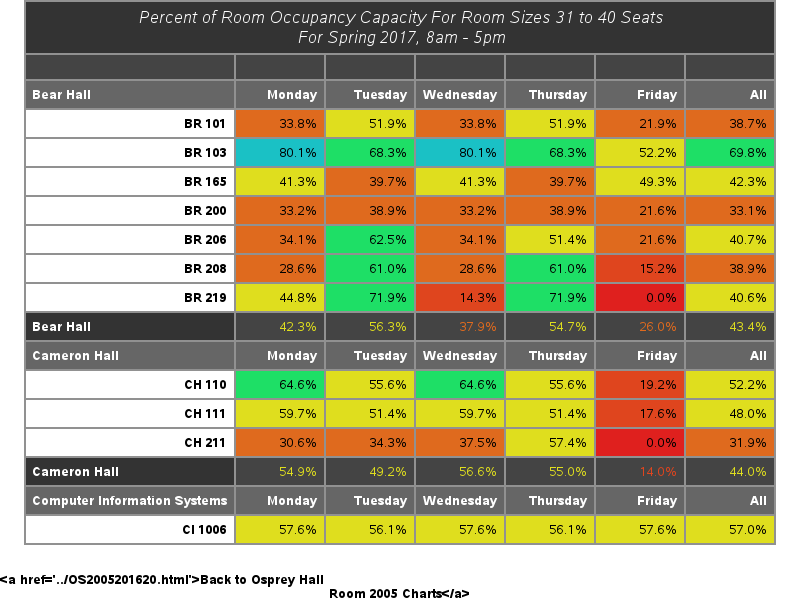 Percent of Room Occupancy Capacity For Room Sizes 31 to 40 Seats
For Spring 2017, 8am - 5pm
Bear Hall Monday Tuesday Wednesday Thursday Friday All
BR 101 33.8% 51.9% 33.8% 51.9% 21.9% 38.7%
BR 103 80.1% 68.3% 80.1% 68.3% 52.2% 69.8%
BR 165 41.3% 39.7% 41.3% 39.7% 49.3% 42.3%
BR 200 33.2% 38.9% 33.2% 38.9% 21.6% 33.1%
BR 206 34.1% 62.5% 34.1% 51.4% 21.6% 40.7%
BR 208 28.6% 61.0% 28.6% 61.0% 15.2% 38.9%
BR 219 44.8% 71.9% 14.3% 71.9% 0.0% 40.6%
Bear Hall 42.3% 56.3% 37.9% 54.7% 26.0% 43.4%
Cameron Hall Monday Tuesday Wednesday Thursday Friday All
CH 110 64.6% 55.6% 64.6% 55.6% 19.2% 52.2%
CH 111 59.7% 51.4% 59.7% 51.4% 17.6% 48.0%
CH 211 30.6% 34.3% 37.5% 57.4% 0.0% 31.9%
Cameron Hall 54.9% 49.2% 56.6% 55.0% 14.0% 44.0%
Computer Information Systems Monday Tuesday Wednesday Thursday Friday All
CI 1006 57.6% 56.1% 57.6% 56.1% 57.6% 57.0%
<a href='../OS2005201620.html'>Back to Osprey Hall
Room 2005 Charts</a>